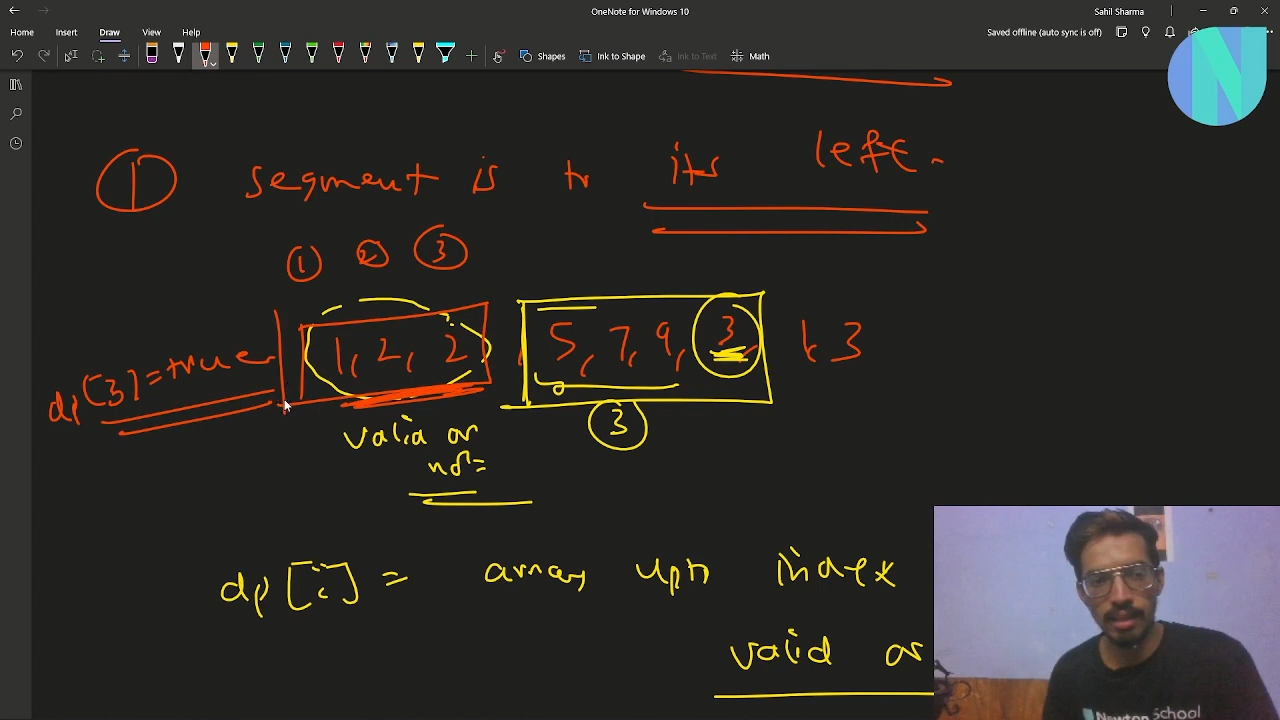 OneNote for Windows 10
Sahil Sharma
Home Insert Draw View Help
Saved offline (auto sync is off)
Shapes Ink to Shape Ink to Text Math
① segment is to its left.
① ② ③
dp[3]=true 1, 2, 2, 5, 7, 9, 3, 3
valid or
not
③
dp[i] = array upto index
valid or
Newton School